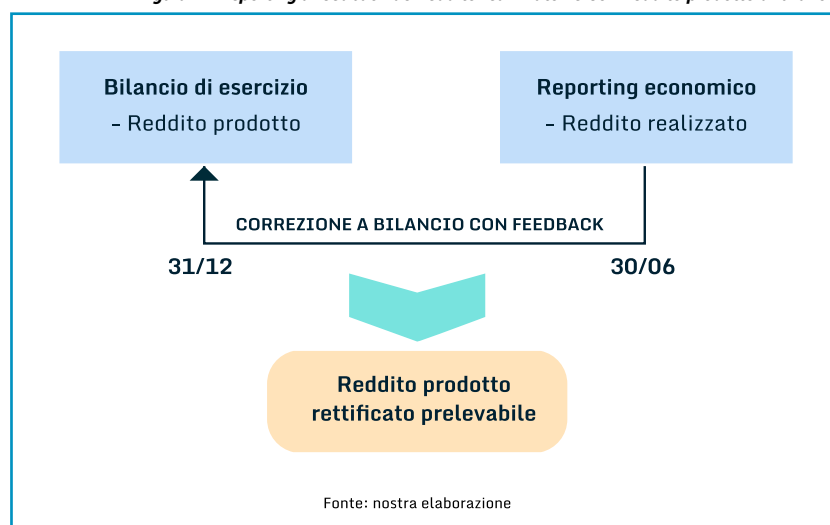 Bilancio di esercizio
– Reddito prodotto
Reporting economico
– Reddito realizzato
CORREZIONE A BILANCIO CON FEEDBACK
31/12
30/06
Reddito prodotto
rettificato prelevabile
Fonte: nostra elaborazione